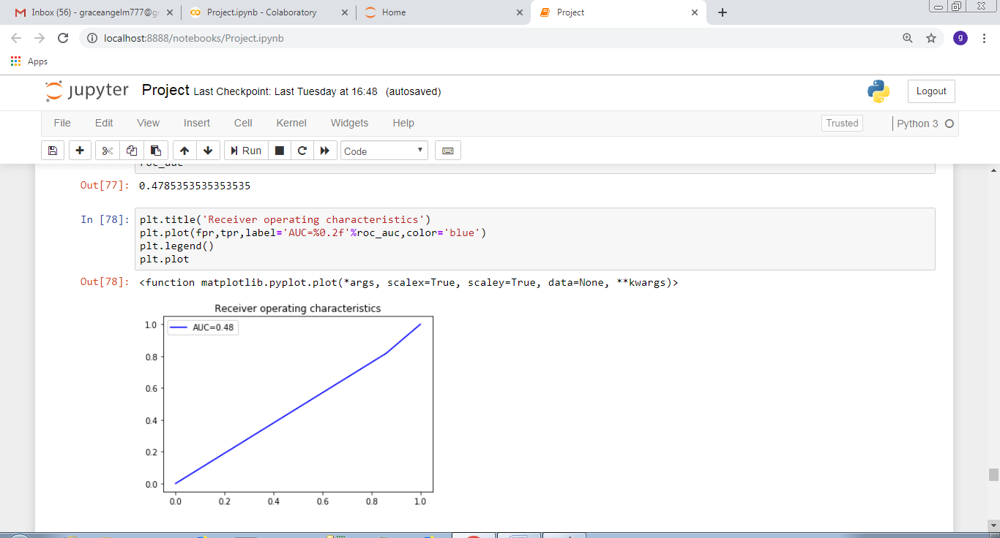 Inbox (56) - graceangelm777@g
Project.ipynb - Colaboratory
Home
Project
localhost:8888/notebooks/Project.ipynb
g
Apps
jupyter Project Last Checkpoint: Last Tuesday at 16:48 (autosaved)
Logout
File Edit View Insert Cell Kernel Widgets Help
Trusted
Python 3
Run
Code
roc_auc
Out[77]: 0.4785353535353535
In [78]: plt.title('Receiver operating characteristics')
plt.plot(fpr,tpr,label='AUC=%0.2f'%roc_auc,color='blue')
plt.legend()
plt.plot
Out[78]: <function matplotlib.pyplot.plot(*args, scalex=True, scaley=True, data=None, **kwargs)>
Receiver operating characteristics
AUC=0.48
1.0
0.8
0.6
0.4
0.2
0.0
0.0 0.2 0.4 0.6 0.8 1.0